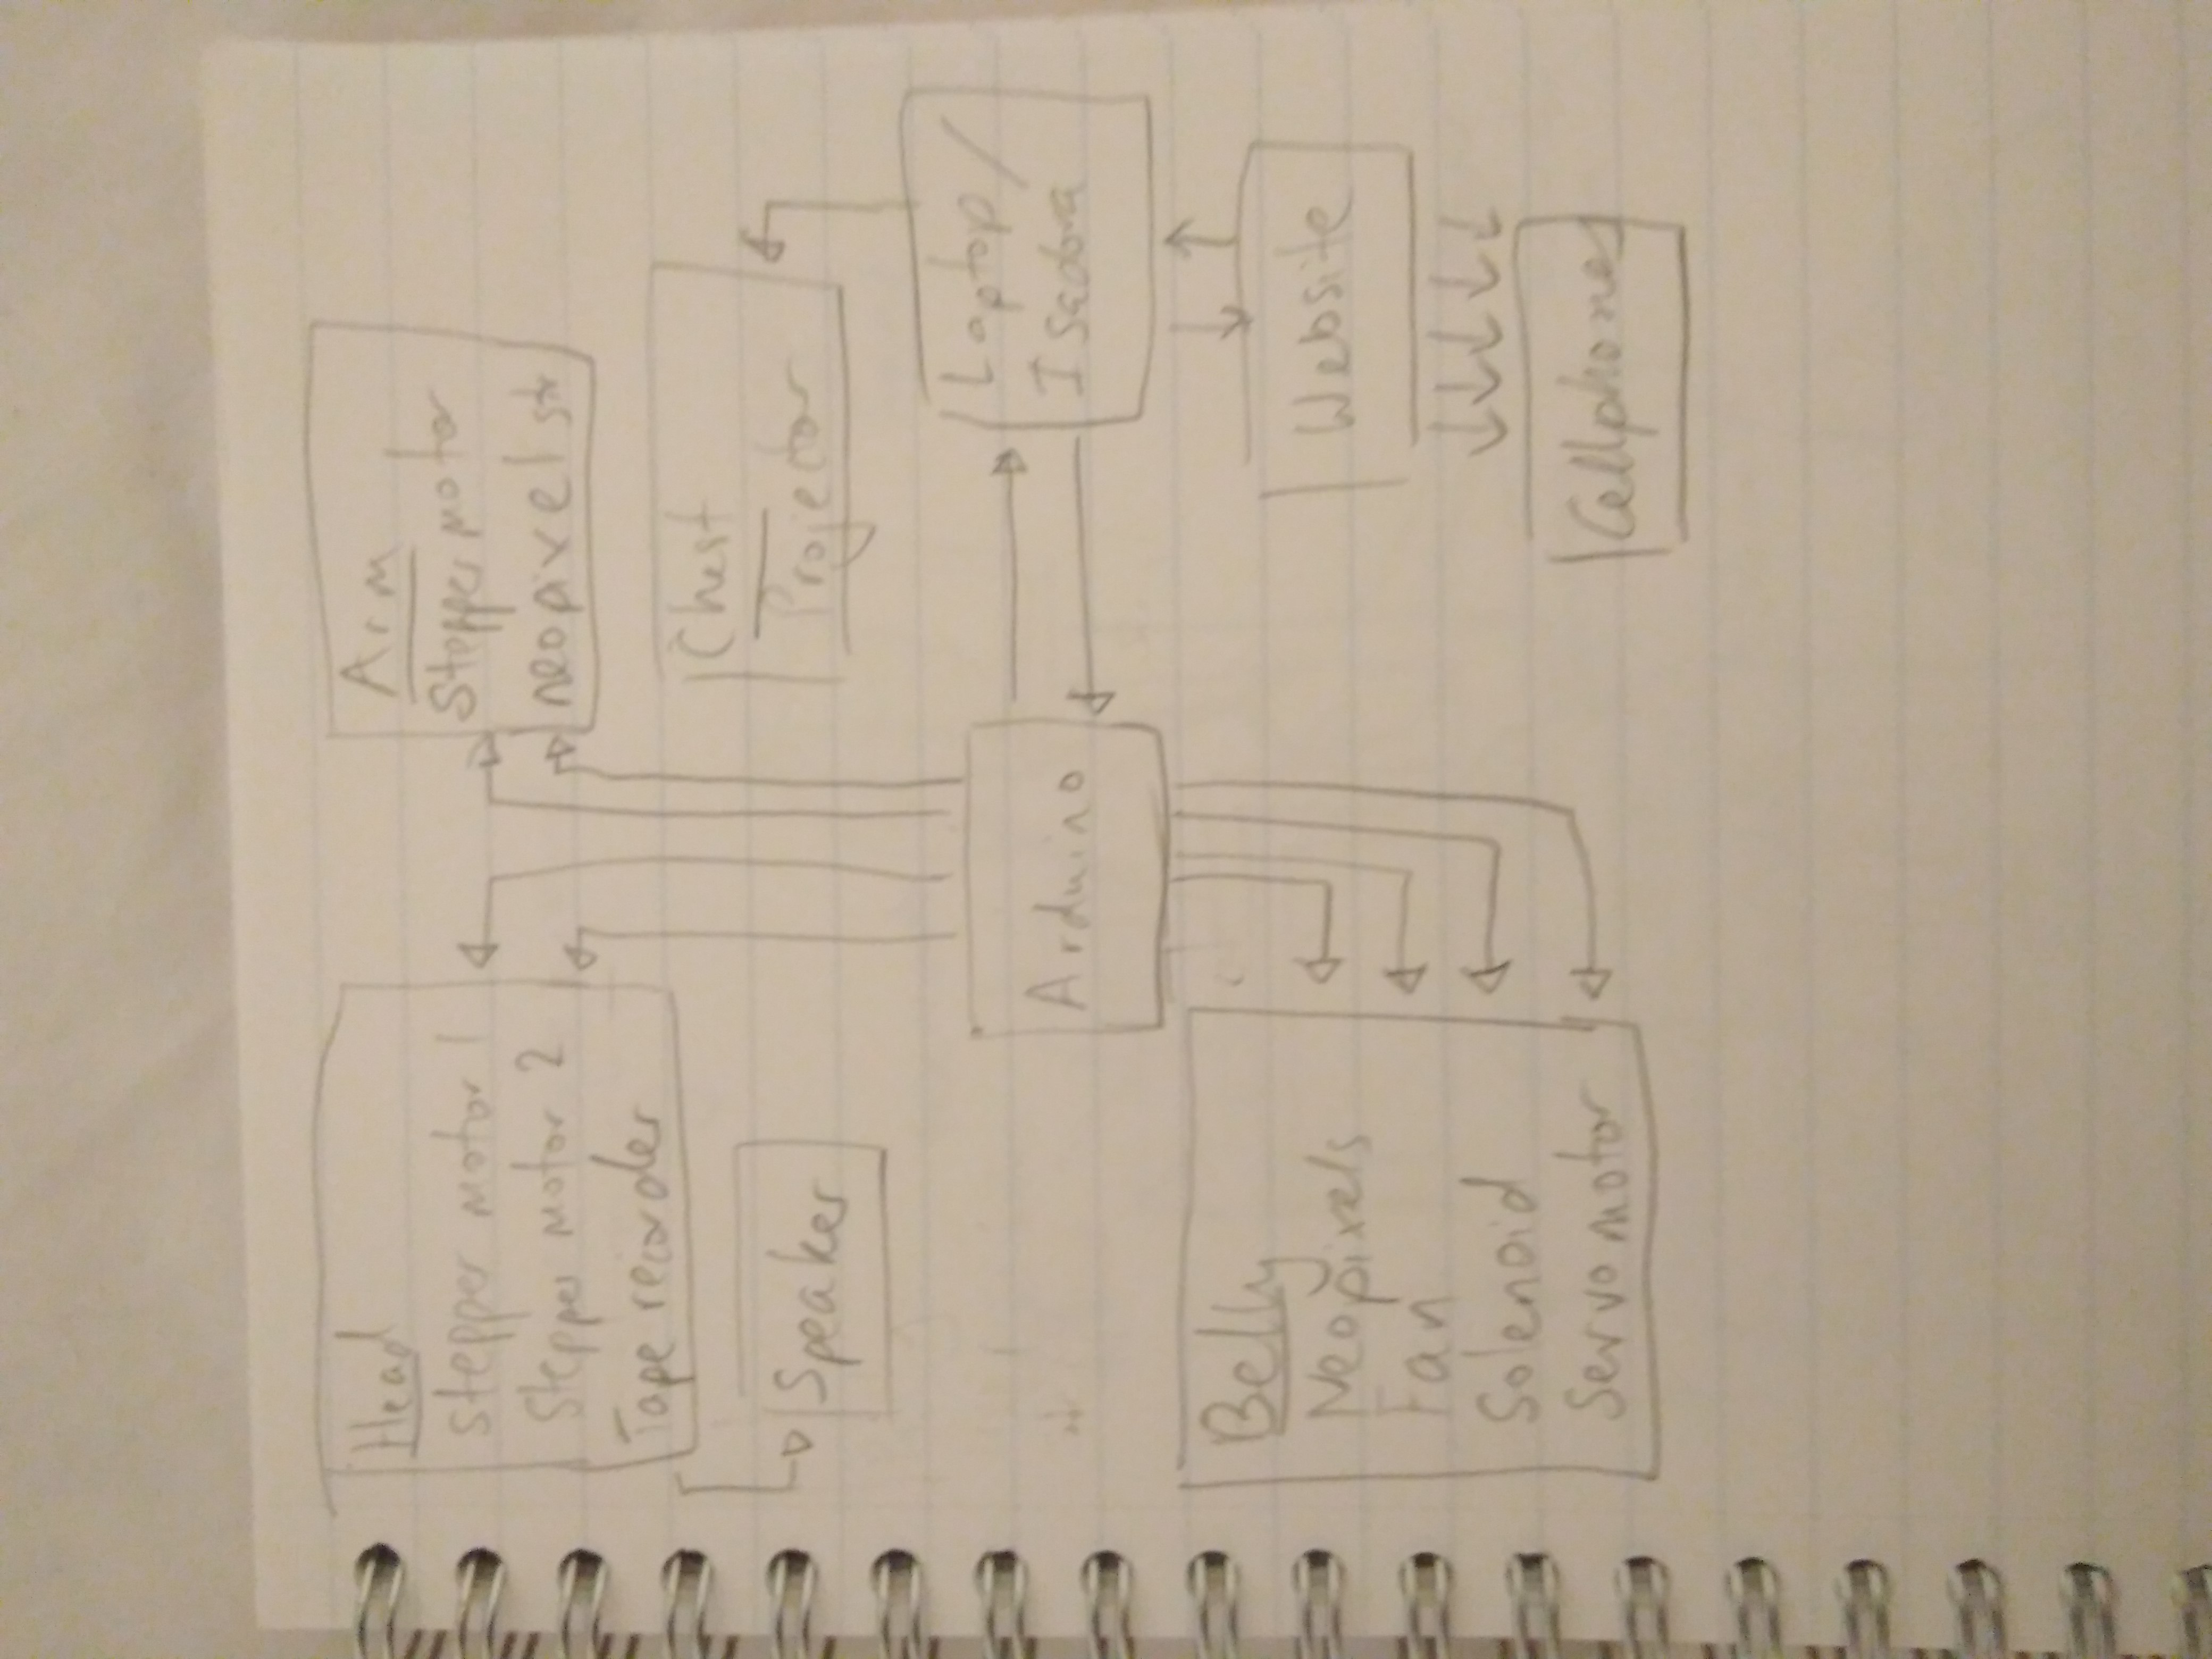 Head
stepper motor 1
stepper motor 2
Tape recorder
Speaker
Arm
stepper motor
neopixel str
Chest
Projector
Arduino
Laptop/
Isadora
Website
Cellphones
Belly
Neopixels
Fan
Solenoid
Servo motor